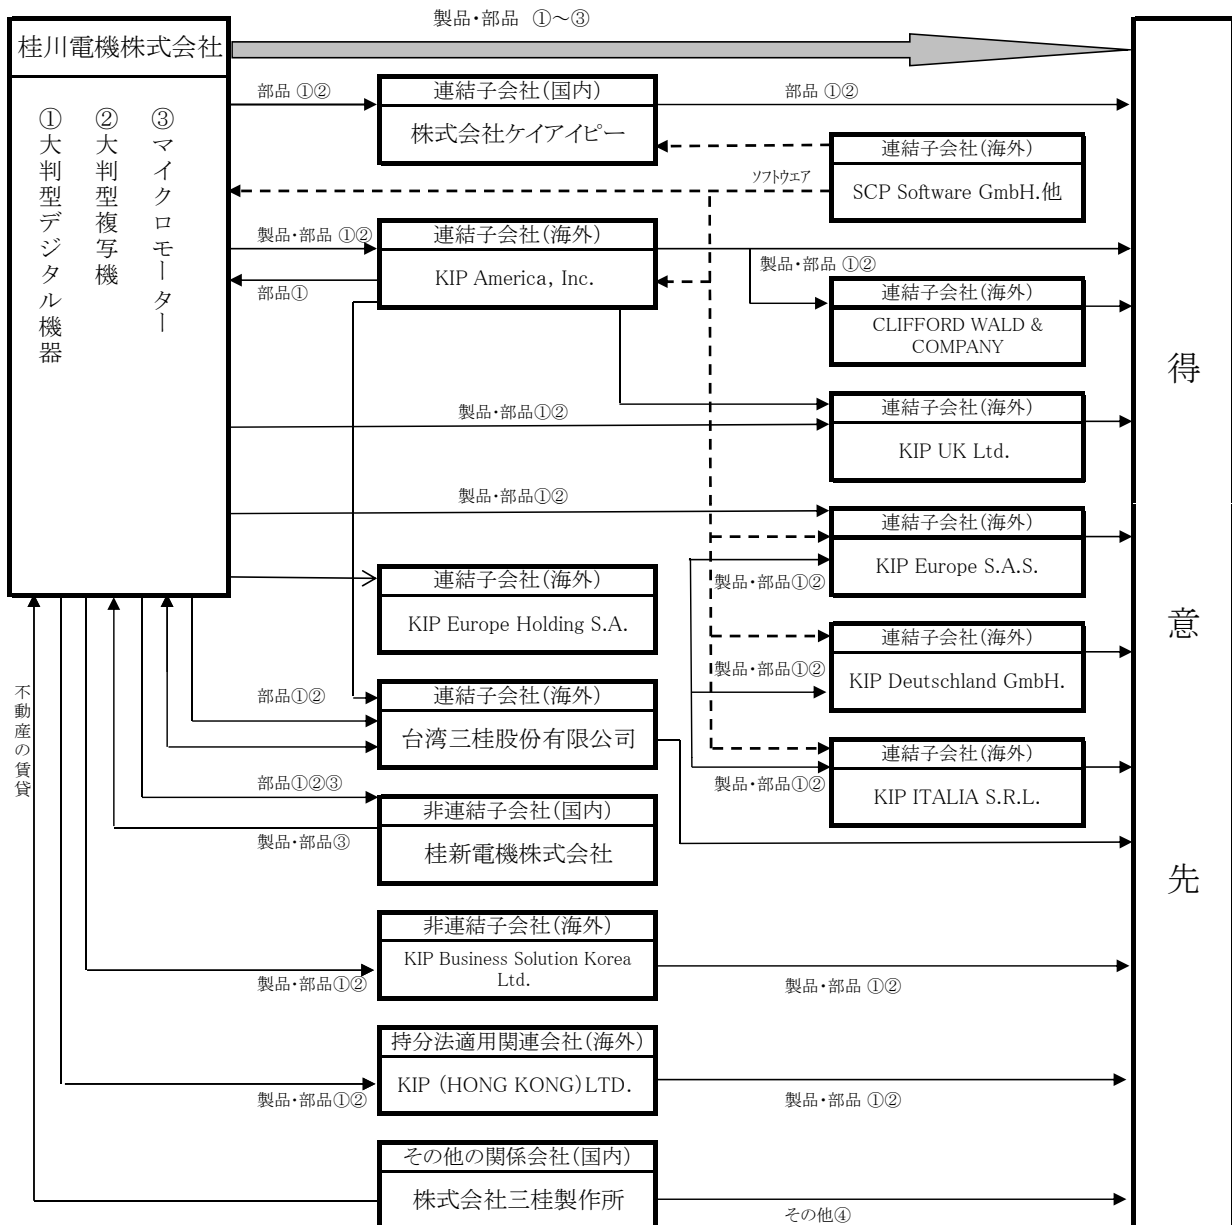 製品・部品 ①～③
桂川電機株式会社
①大判型デジタル機器
②大判型複写機
③マイクロモーター
部品 ①②
連結子会社(国内)
株式会社ケイアイピー
部品 ①②
連結子会社(海外)
SCP Software GmbH.他
ソフトウエア
製品・部品 ①②
部品①
連結子会社(海外)
KIP America, Inc.
製品・部品 ①②
連結子会社(海外)
CLIFFORD WALD &
COMPANY
製品・部品①②
連結子会社(海外)
KIP UK Ltd.
製品・部品①②
連結子会社(海外)
KIP Europe S.A.S.
製品・部品①②
連結子会社(海外)
KIP Europe Holding S.A.
連結子会社(海外)
KIP Deutschland GmbH.
製品・部品①②
不動産の賃貸
部品①②
連結子会社(海外)
台湾三桂股份有限公司
連結子会社(海外)
KIP ITALIA S.R.L.
製品・部品①②
部品①②③
製品・部品③
非連結子会社(国内)
桂新電機株式会社
非連結子会社(海外)
KIP Business Solution Korea
Ltd.
製品・部品①②
製品・部品 ①②
持分法適用関連会社(海外)
KIP (HONG KONG)LTD.
製品・部品①②
製品・部品 ①②
その他の関係会社(国内)
株式会社三桂製作所
その他④
得意先